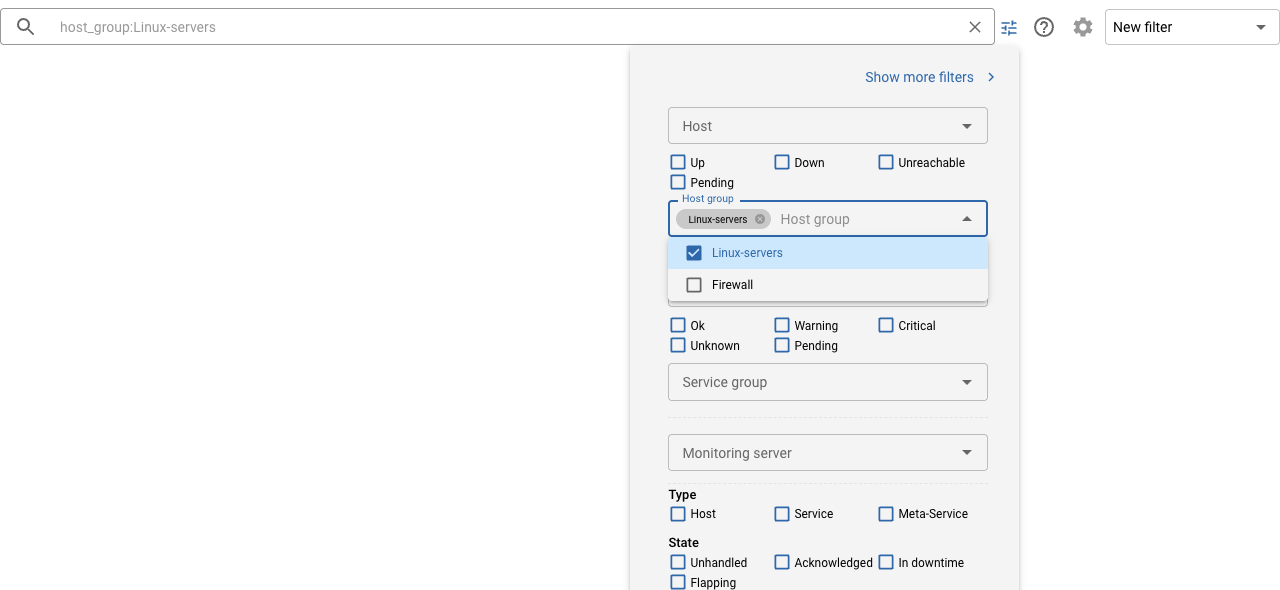 host_group:Linux-servers
New filter
Show more filters
Host
Up Down Unreachable
Pending
Host group
Linux-servers Host group
Linux-servers
Firewall
Ok Warning Critical
Unknown Pending
Service group
Monitoring server
Type
Host Service Meta-Service
State
Unhandled Acknowledged In downtime
Flapping